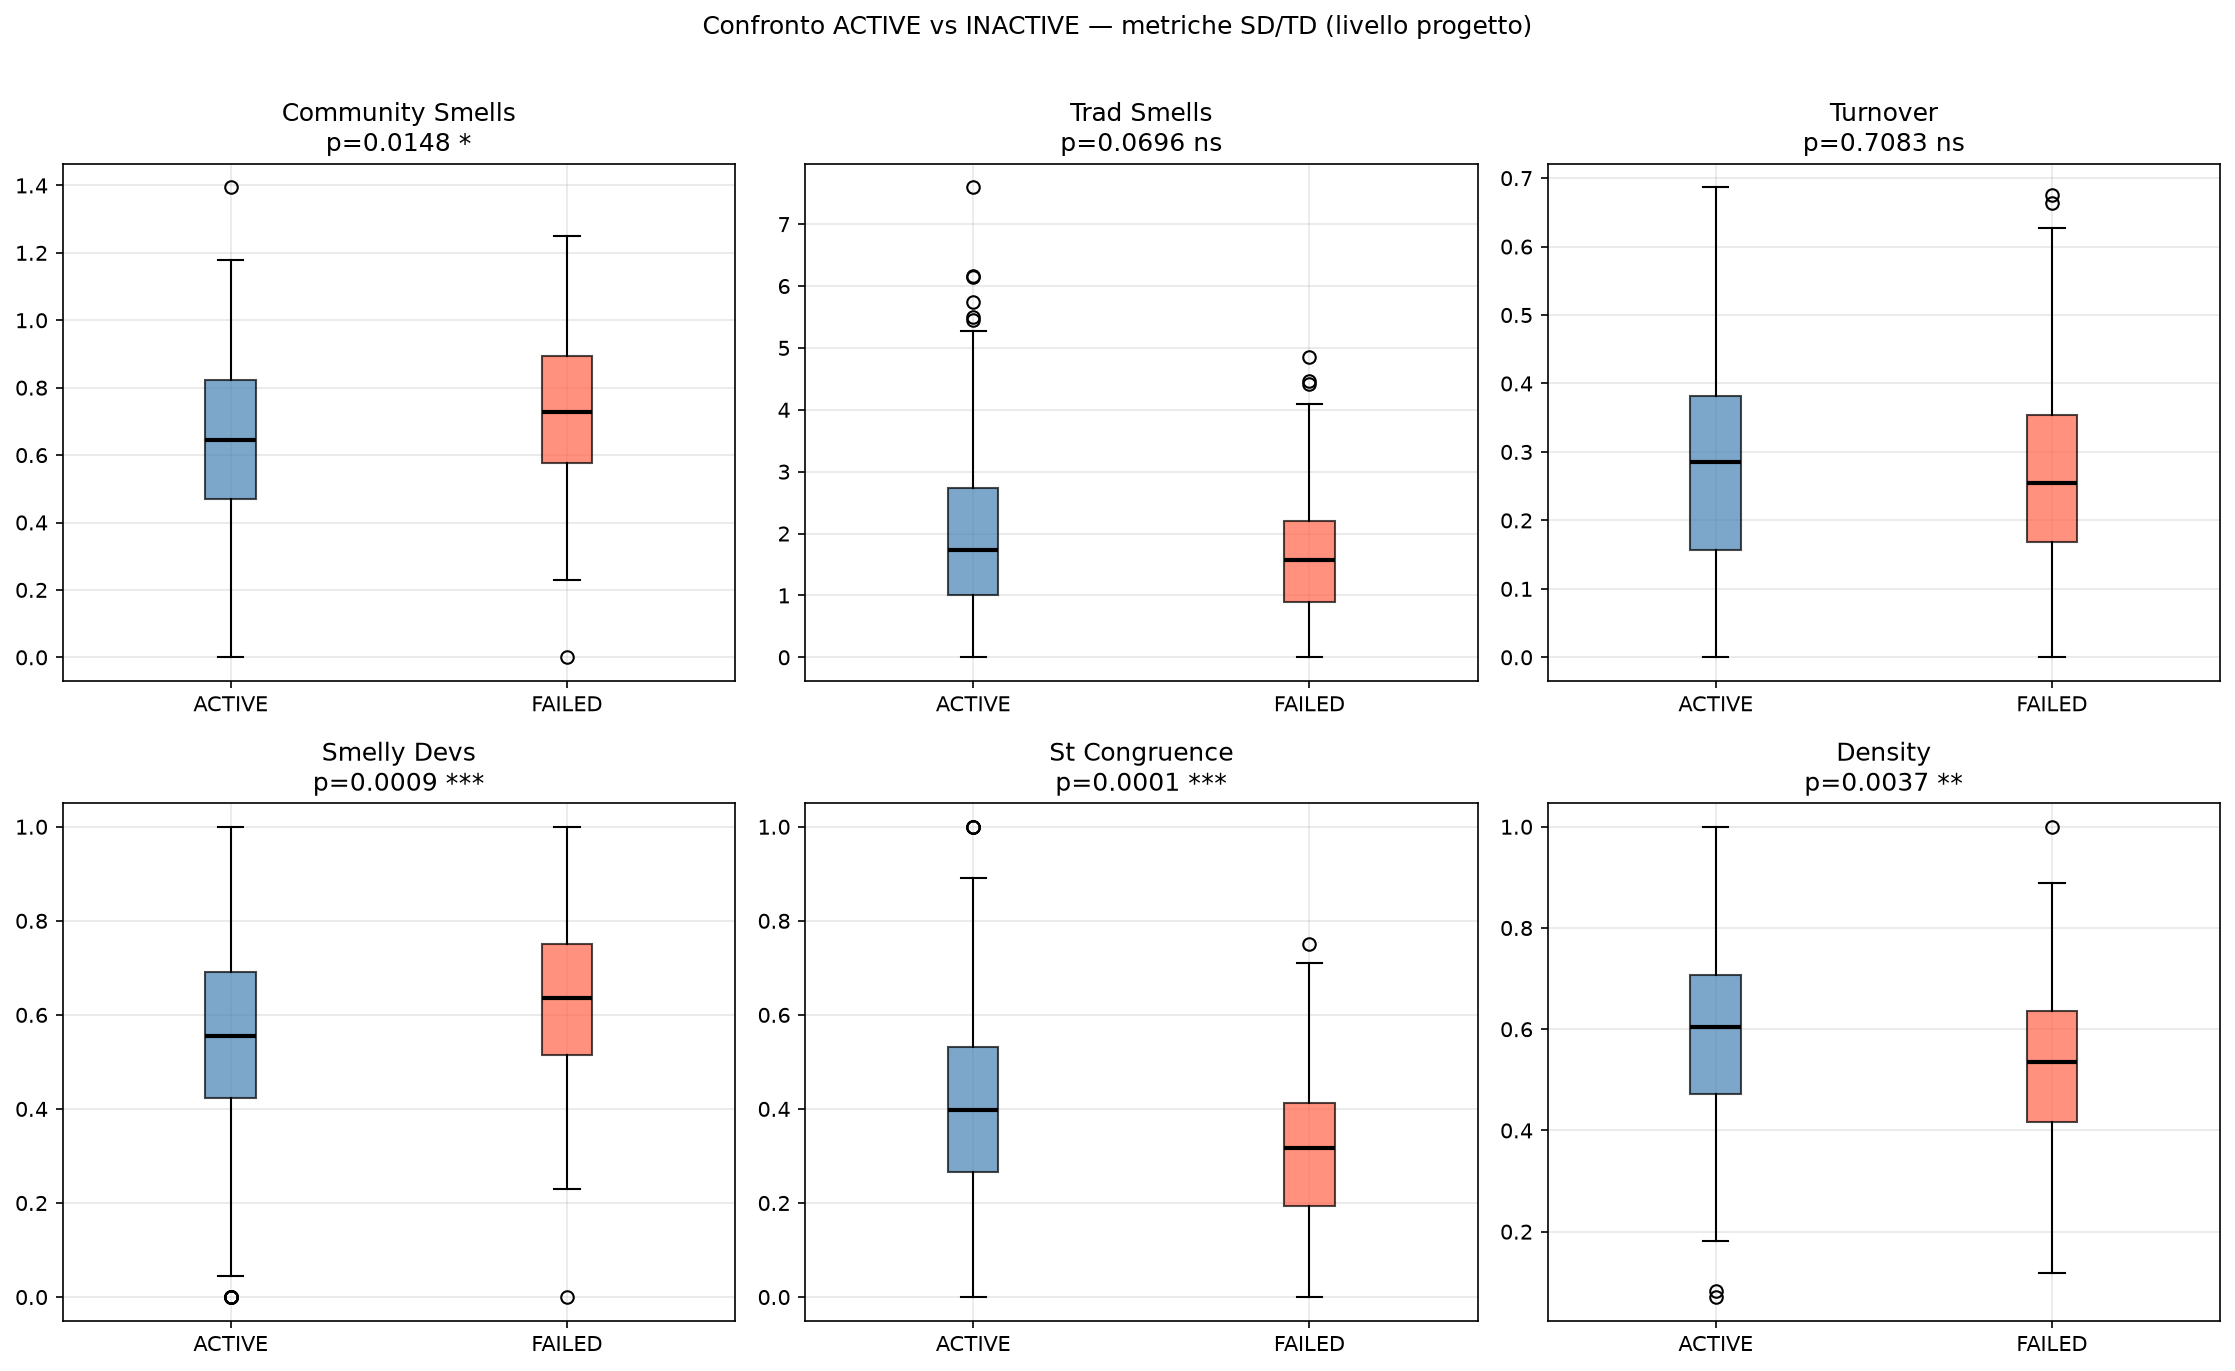 Confronto ACTIVE vs INACTIVE — metriche SD/TD (livello progetto)
Community Smells
p=0.0148 *
1.4
1.2
1.0
0.8
0.6
0.4
0.2
0.0
ACTIVE FAILED
Trad Smells
p=0.0696 ns
7
6
5
4
3
2
1
0
ACTIVE FAILED
Turnover
p=0.7083 ns
0.7
0.6
0.5
0.4
0.3
0.2
0.1
0.0
ACTIVE FAILED
Smelly Devs
p=0.0009 ***
1.0
0.8
0.6
0.4
0.2
0.0
ACTIVE FAILED
St Congruence
p=0.0001 ***
1.0
0.8
0.6
0.4
0.2
0.0
ACTIVE FAILED
Density
p=0.0037 **
1.0
0.8
0.6
0.4
0.2
ACTIVE FAILED